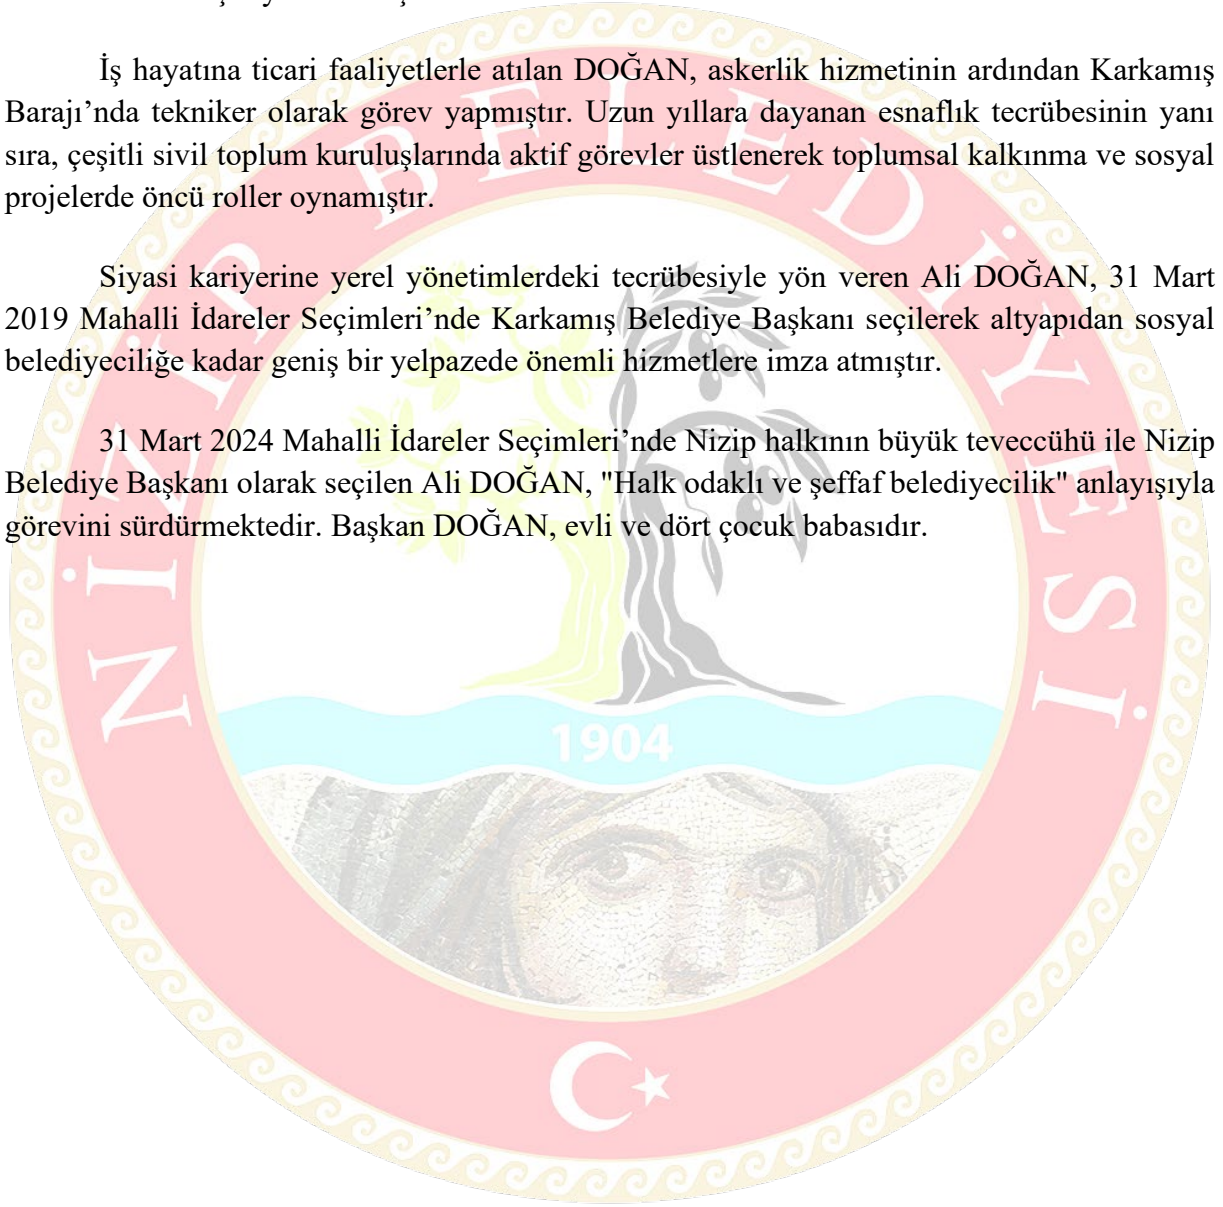 İş hayatına ticari faaliyetlerle atılan DOĞAN, askerlik hizmetinin ardından Karkamış
Barajı’nda tekniker olarak görev yapmıştır. Uzun yıllara dayanan esnaflık tecrübesinin yanı
sıra, çeşitli sivil toplum kuruluşlarında aktif görevler üstlenerek toplumsal kalkınma ve sosyal
projelerde öncü roller oynamıştır.
Siyasi kariyerine yerel yönetimlerdeki tecrübesiyle yön veren Ali DOĞAN, 31 Mart
2019 Mahalli İdareler Seçimleri’nde Karkamış Belediye Başkanı seçilerek altyapıdan sosyal
belediyeciliğe kadar geniş bir yelpazede önemli hizmetlere imza atmıştır.
31 Mart 2024 Mahalli İdareler Seçimleri’nde Nizip halkının büyük teveccühü ile Nizip
Belediye Başkanı olarak seçilen Ali DOĞAN, "Halk odaklı ve şeffaf belediyecilik" anlayışıyla
görevini sürdürmektedir. Başkan DOĞAN, evli ve dört çocuk babasıdır.
NİZİP BELEDİYESİ
1904